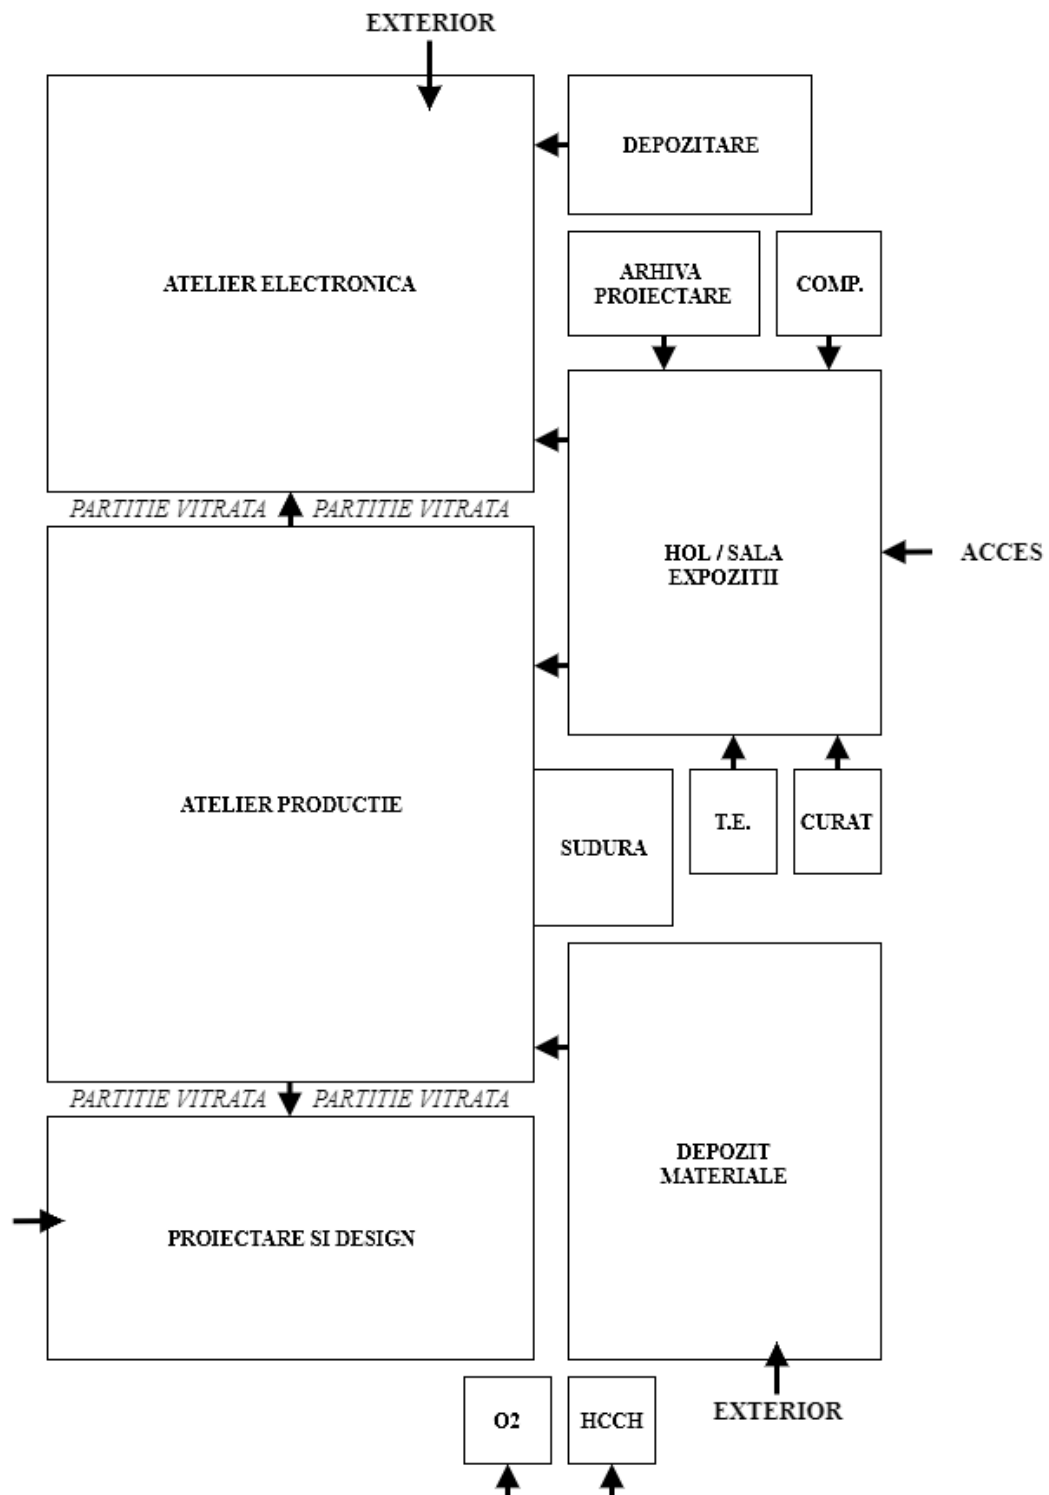 EXTERIOR
DEPOZITARE
ATELIER ELECTRONICA
ARHIVA
PROIECTARE
COMP.
PARTITIE VITRATA PARTITIE VITRATA
HOL / SALA
EXPOZITII
ACCES
ATELIER PRODUCTIE
SUDURA
T.E.
CURAT
PARTITIE VITRATA PARTITIE VITRATA
DEPOZIT
MATERIALE
PROIECTARE SI DESIGN
O2
HCCH
EXTERIOR